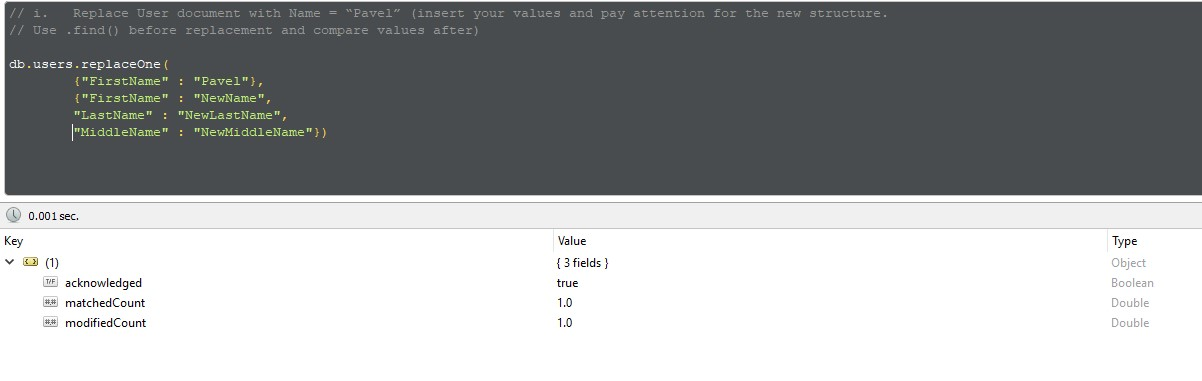 // i.   Replace User document with Name = “Pavel” (insert your values and pay attention for the new structure.
// Use .find() before replacement and compare values after)
db.users.replaceOne(
{"FirstName" : "Pavel"},
{"FirstName" : "NewName",
"LastName" : "NewLastName",
"MiddleName" : "NewMiddleName"})
0.001 sec.
Key Value Type
(1) { 3 fields } Object
T/F acknowledged true Boolean
#.# matchedCount 1.0 Double
#.# modifiedCount 1.0 Double